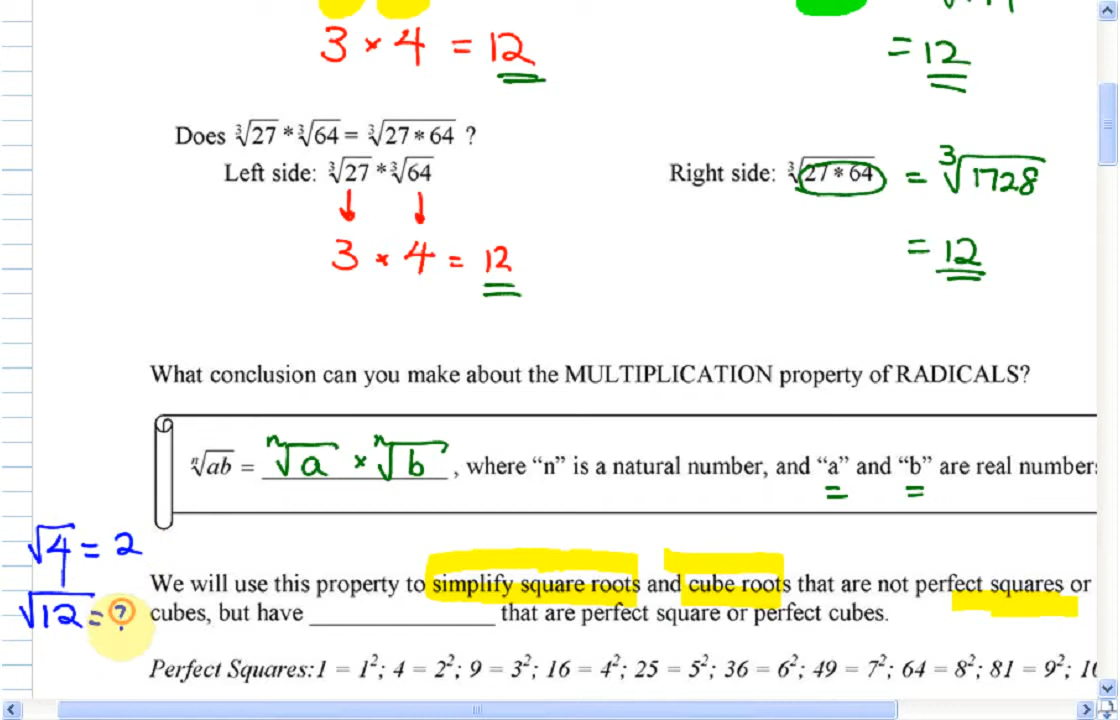 3 × 4 = 12
= 12
Does ∛27 * ∛64 = ∛27 * 64 ?
Left side: ∛27 * ∛64
Right side: ∛27 * 64 = ∛1728
3 × 4 = 12
= 12
What conclusion can you make about the MULTIPLICATION property of RADICALS?
ⁿ√ab = ⁿ√a × ⁿ√b , where “n” is a natural number, and “a” and “b” are real number
√4 = 2
We will use this property to simplify square roots and cube roots that are not perfect squares or
√12 = ?
cubes, but have _______________ that are perfect square or perfect cubes.
Perfect Squares: 1 = 1²; 4 = 2²; 9 = 3²; 16 = 4²; 25 = 5²; 36 = 6²; 49 = 7²; 64 = 8²; 81 = 9²;